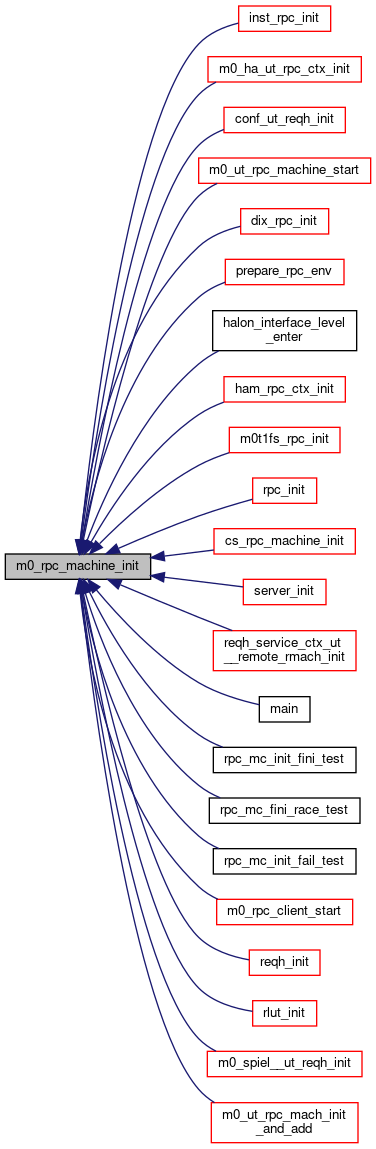 inst_rpc_init
m0_ha_ut_rpc_ctx_init
conf_ut_reqh_init
m0_ut_rpc_machine_start
dix_rpc_init
prepare_rpc_env
halon_interface_level
_enter
ham_rpc_ctx_init
m0t1fs_rpc_init
rpc_init
cs_rpc_machine_init
m0_rpc_machine_init
server_init
reqh_service_ctx_ut
__remote_rmach_init
main
rpc_mc_init_fini_test
rpc_mc_fini_race_test
rpc_mc_init_fail_test
m0_rpc_client_start
reqh_init
rlut_init
m0_spiel__ut_reqh_init
m0_ut_rpc_mach_init
_and_add